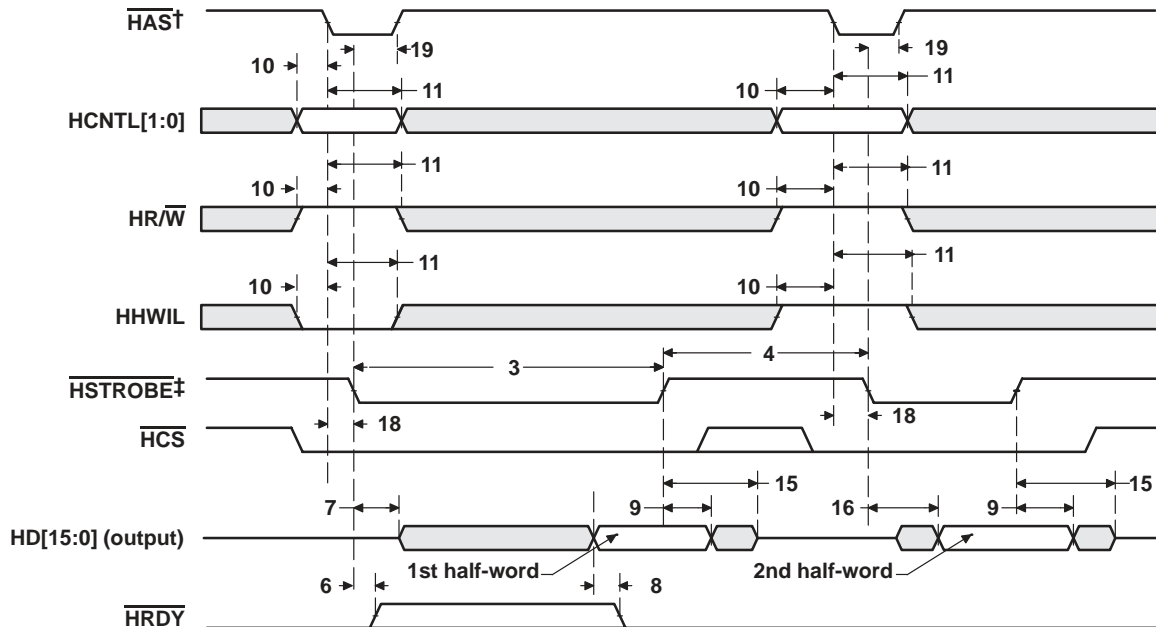 HAS†
19
19
10
11
10
11
HCNTL[1:0]
11
11
10
10
HR/W
11
11
10
10
HHWIL
3
4
HSTROBE‡
18
18
HCS
15
15
7
9
16
9
HD[15:0] (output)
1st half-word
2nd half-word
6
8
HRDY